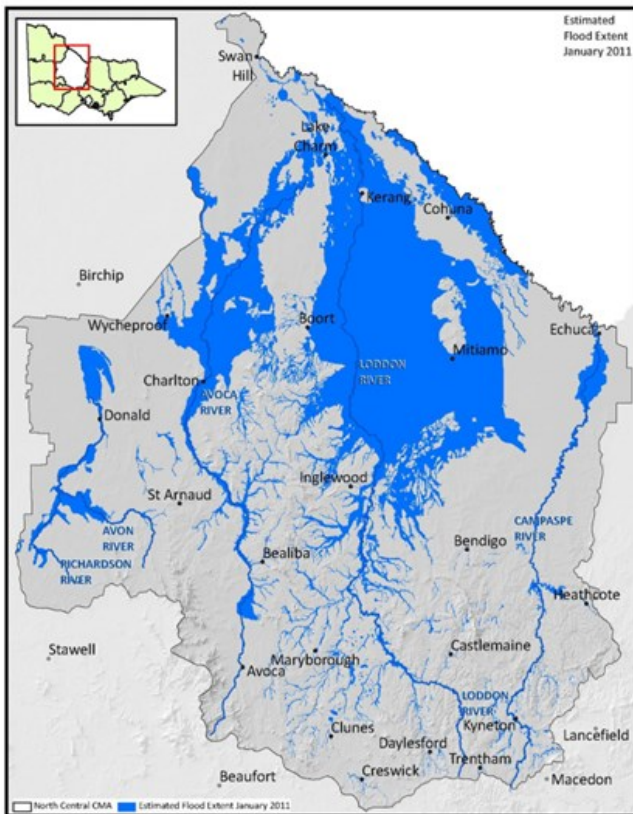 Estimated
Flood Extent
January 2011
Swan
Hill
Lake
Charm
Kerang
Cohuna
Birchip
Wycheproof
Boort
Echuca
Mitiamo
LODDON
RIVER
Charlton
AVOCA
RIVER
Donald
Inglewood
St Arnaud
AVON
RIVER
CAMPASPE
RIVER
Bendigo
RICHARDSON
RIVER
Bealiba
Heathcote
Stawell
Castlemaine
Maryborough
Avoca
LODDON
RIVER
Kyneton
Clunes
Lancefield
Daylesford
Trentham
Beaufort
Creswick
Macedon
North Central CMA
Estimated Flood Extent January 2011